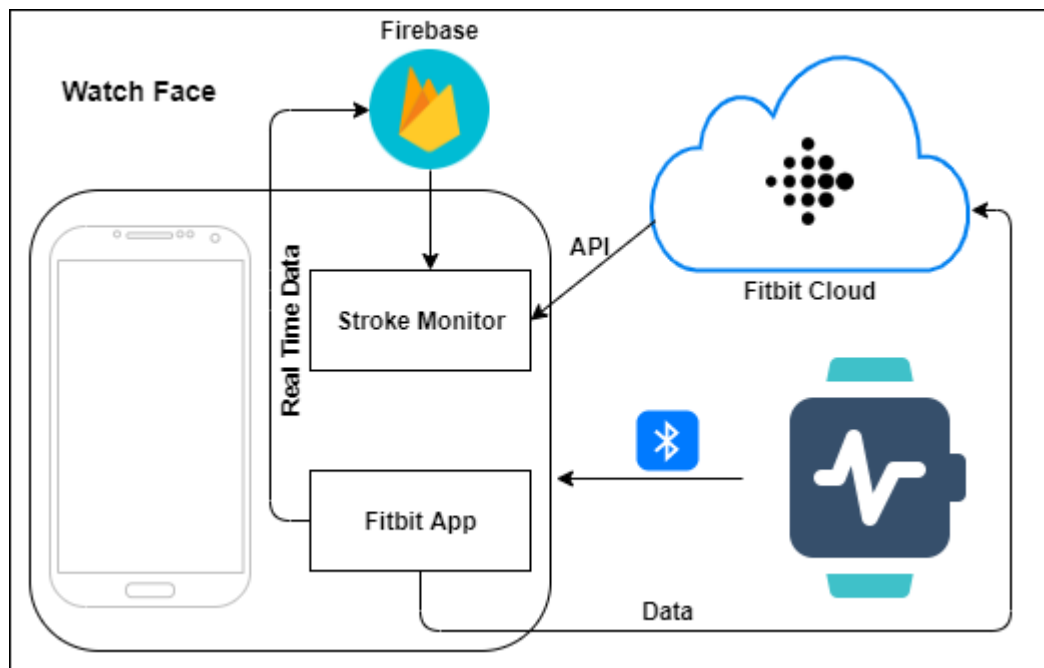 Firebase
Watch Face
API
Fitbit Cloud
Real Time Data
Stroke Monitor
Fitbit App
Data